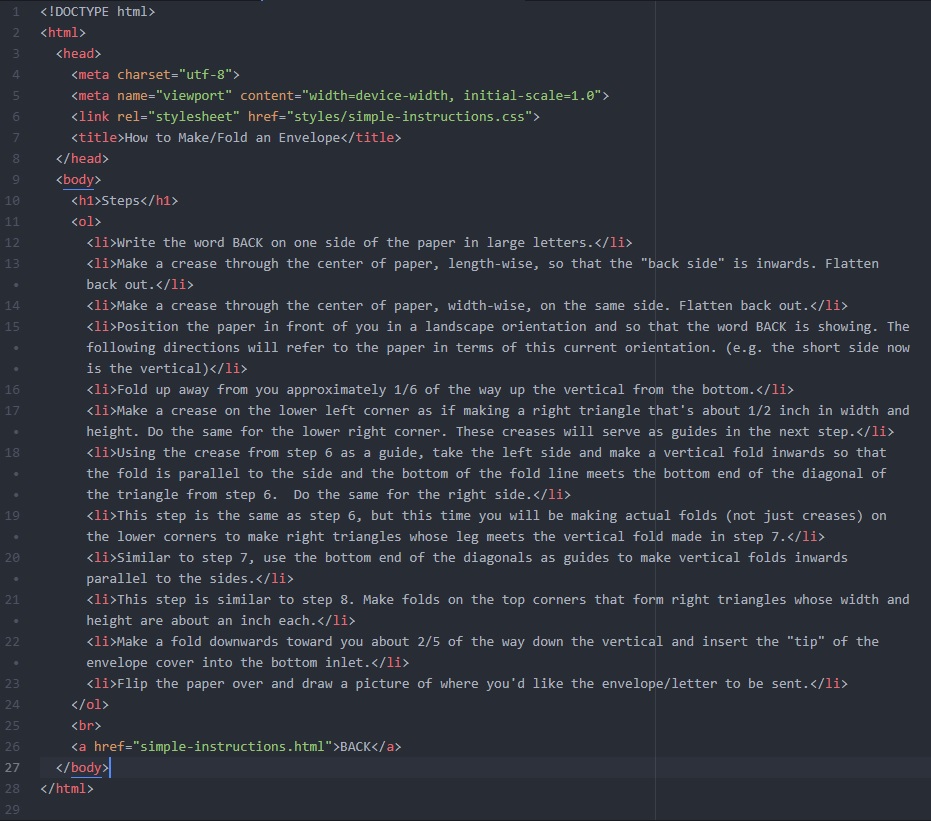 1 <!DOCTYPE html>
2 <html>
3 <head>
4 <meta charset="utf-8">
5 <meta name="viewport" content="width=device-width, initial-scale=1.0">
6 <link rel="stylesheet" href="styles/simple-instructions.css">
7 <title>How to Make/Fold an Envelope</title>
8 </head>
9 <body>
10 <h1>Steps</h1>
11 <ol>
12 <li>Write the word BACK on one side of the paper in large letters.</li>
13 <li>Make a crease through the center of paper, length-wise, so that the "back side" is inwards. Flatten
• back out.</li>
14 <li>Make a crease through the center of paper, width-wise, on the same side. Flatten back out.</li>
15 <li>Position the paper in front of you in a landscape orientation and so that the word BACK is showing. The
• following directions will refer to the paper in terms of this current orientation. (e.g. the short side now
• is the vertical)</li>
16 <li>Fold up away from you approximately 1/6 of the way up the vertical from the bottom.</li>
17 <li>Make a crease on the lower left corner as if making a right triangle that's about 1/2 inch in width and
• height. Do the same for the lower right corner. These creases will serve as guides in the next step.</li>
18 <li>Using the crease from step 6 as a guide, take the left side and make a vertical fold inwards so that
• the fold is parallel to the side and the bottom of the fold line meets the bottom end of the diagonal of
• the triangle from step 6.  Do the same for the right side.</li>
19 <li>This step is the same as step 6, but this time you will be making actual folds (not just creases) on
• the lower corners to make right triangles whose leg meets the vertical fold made in step 7.</li>
20 <li>Similar to step 7, use the bottom end of the diagonals as guides to make vertical folds inwards
• parallel to the sides.</li>
21 <li>This step is similar to step 8. Make folds on the top corners that form right triangles whose width and
• height are about an inch each.</li>
22 <li>Make a fold downwards toward you about 2/5 of the way down the vertical and insert the "tip" of the
• envelope cover into the bottom inlet.</li>
23 <li>Flip the paper over and draw a picture of where you'd like the envelope/letter to be sent.</li>
24 </ol>
25 <br>
26 <a href="simple-instructions.html">BACK</a>
27 </body>
28 </html>
29